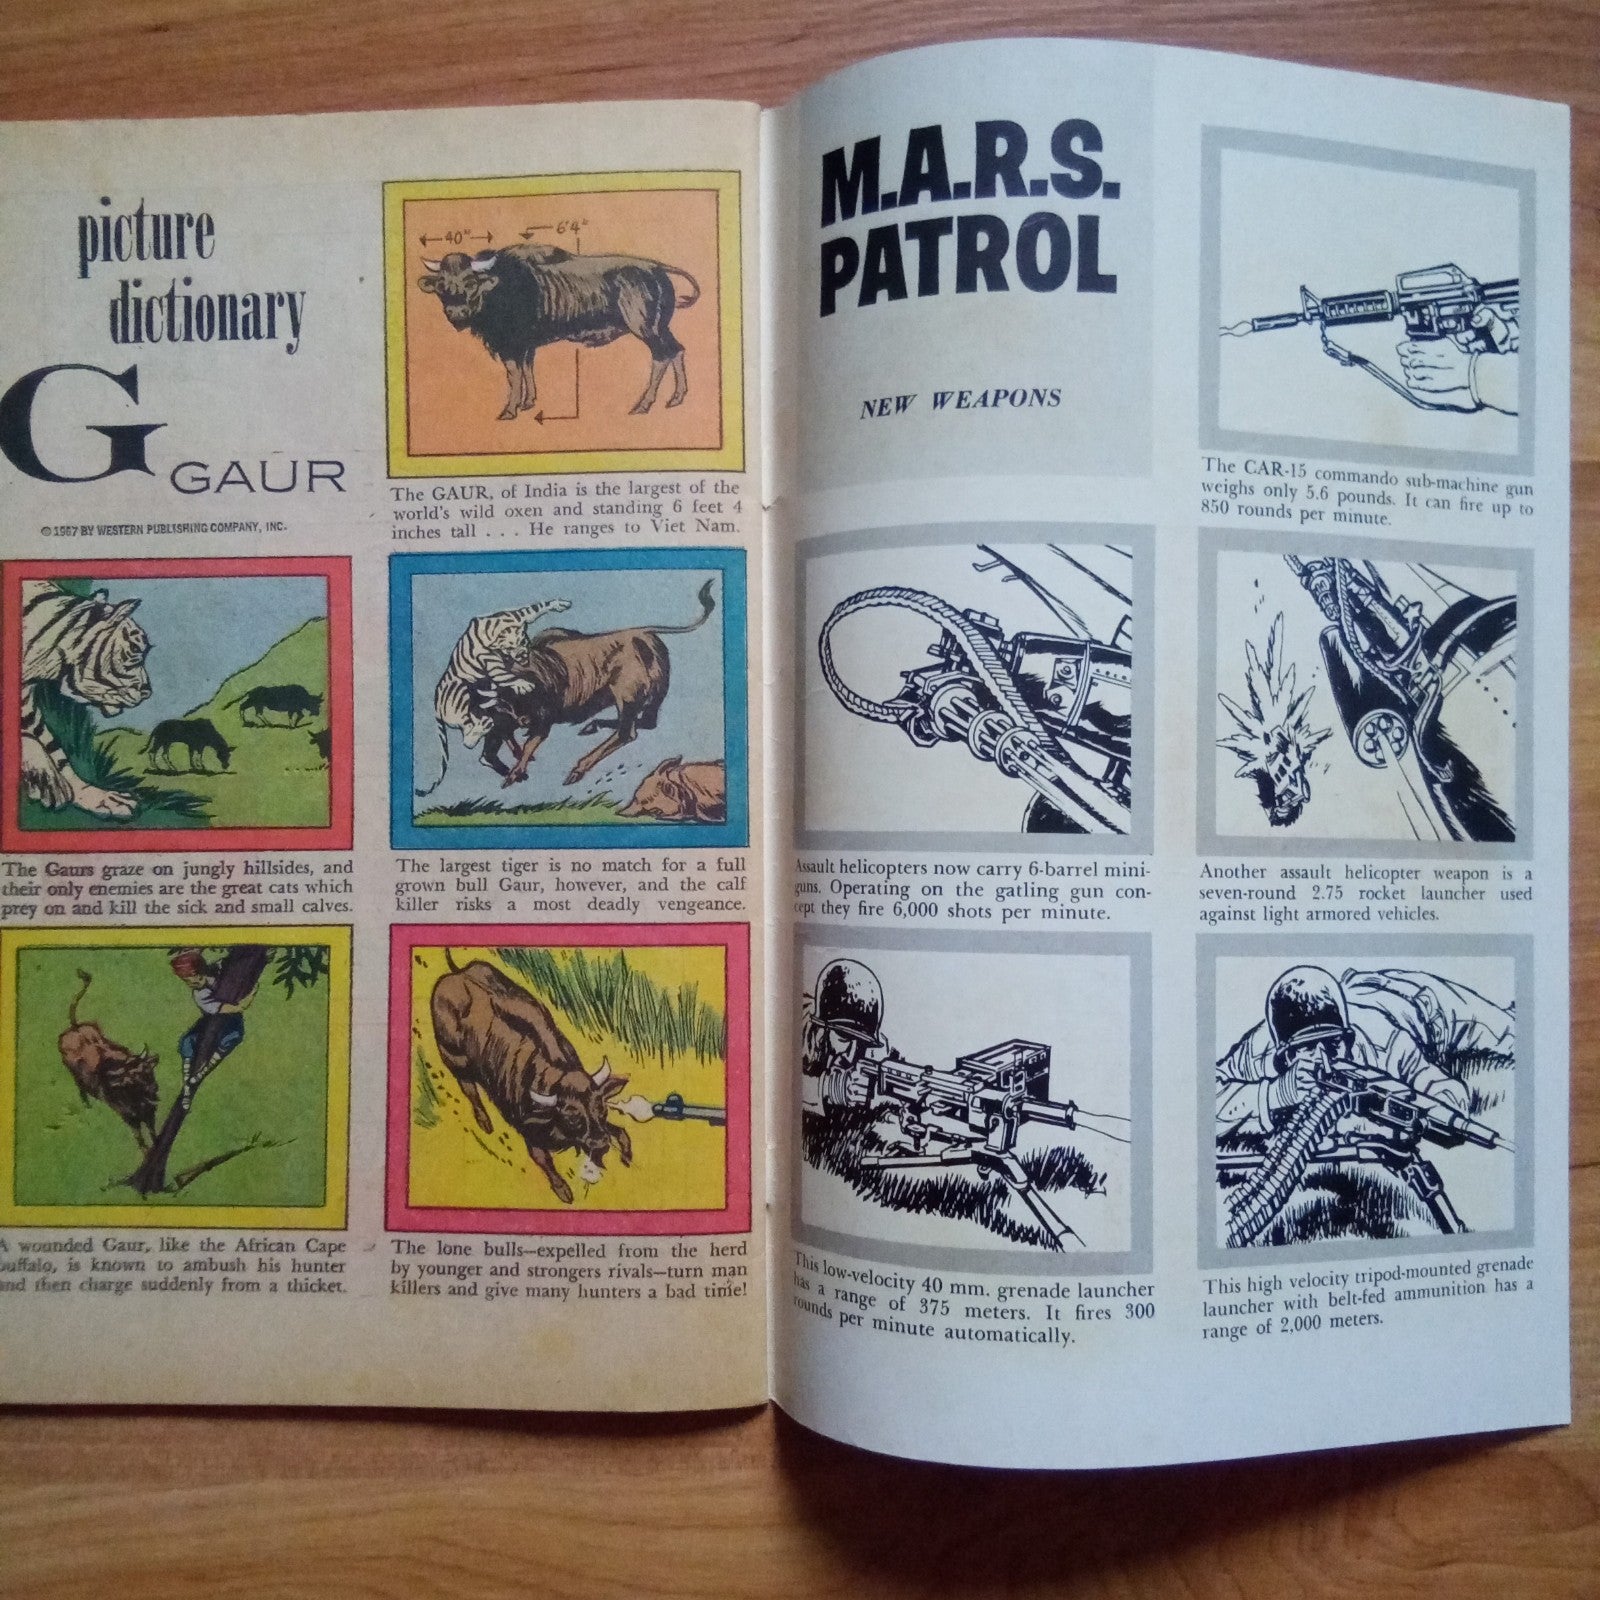 picture
dictionary
G
GAUR
© 1967 BY WESTERN PUBLISHING COMPANY, INC.
40"
6'4"
The GAUR, of India is the largest of the
world's wild oxen and standing 6 feet 4
inches tall . . . He ranges to Viet Nam.
The Gaurs graze on jungly hillsides, and
their only enemies are the great cats which
prey on and kill the sick and small calves.
The largest tiger is no match for a full
grown bull Gaur, however, and the calf
killer risks a most deadly vengeance.
A wounded Gaur, like the African Cape
buffalo, is known to ambush his hunter
and then charge suddenly from a thicket.
The lone bulls—expelled from the herd
by younger and strongers rivals—turn man
killers and give many hunters a bad time!
M.A.R.S.
PATROL
NEW WEAPONS
The CAR-15 commando sub-machine gun
weighs only 5.6 pounds. It can fire up to
850 rounds per minute.
Assault helicopters now carry 6-barrel mini-
guns. Operating on the gatling gun con-
cept they fire 6,000 shots per minute.
Another assault helicopter weapon is a
seven-round 2.75 rocket launcher used
against light armored vehicles.
This low-velocity 40 mm. grenade launcher
has a range of 375 meters. It fires 300
rounds per minute automatically.
This high velocity tripod-mounted grenade
launcher with belt-fed ammunition has a
range of 2,000 meters.